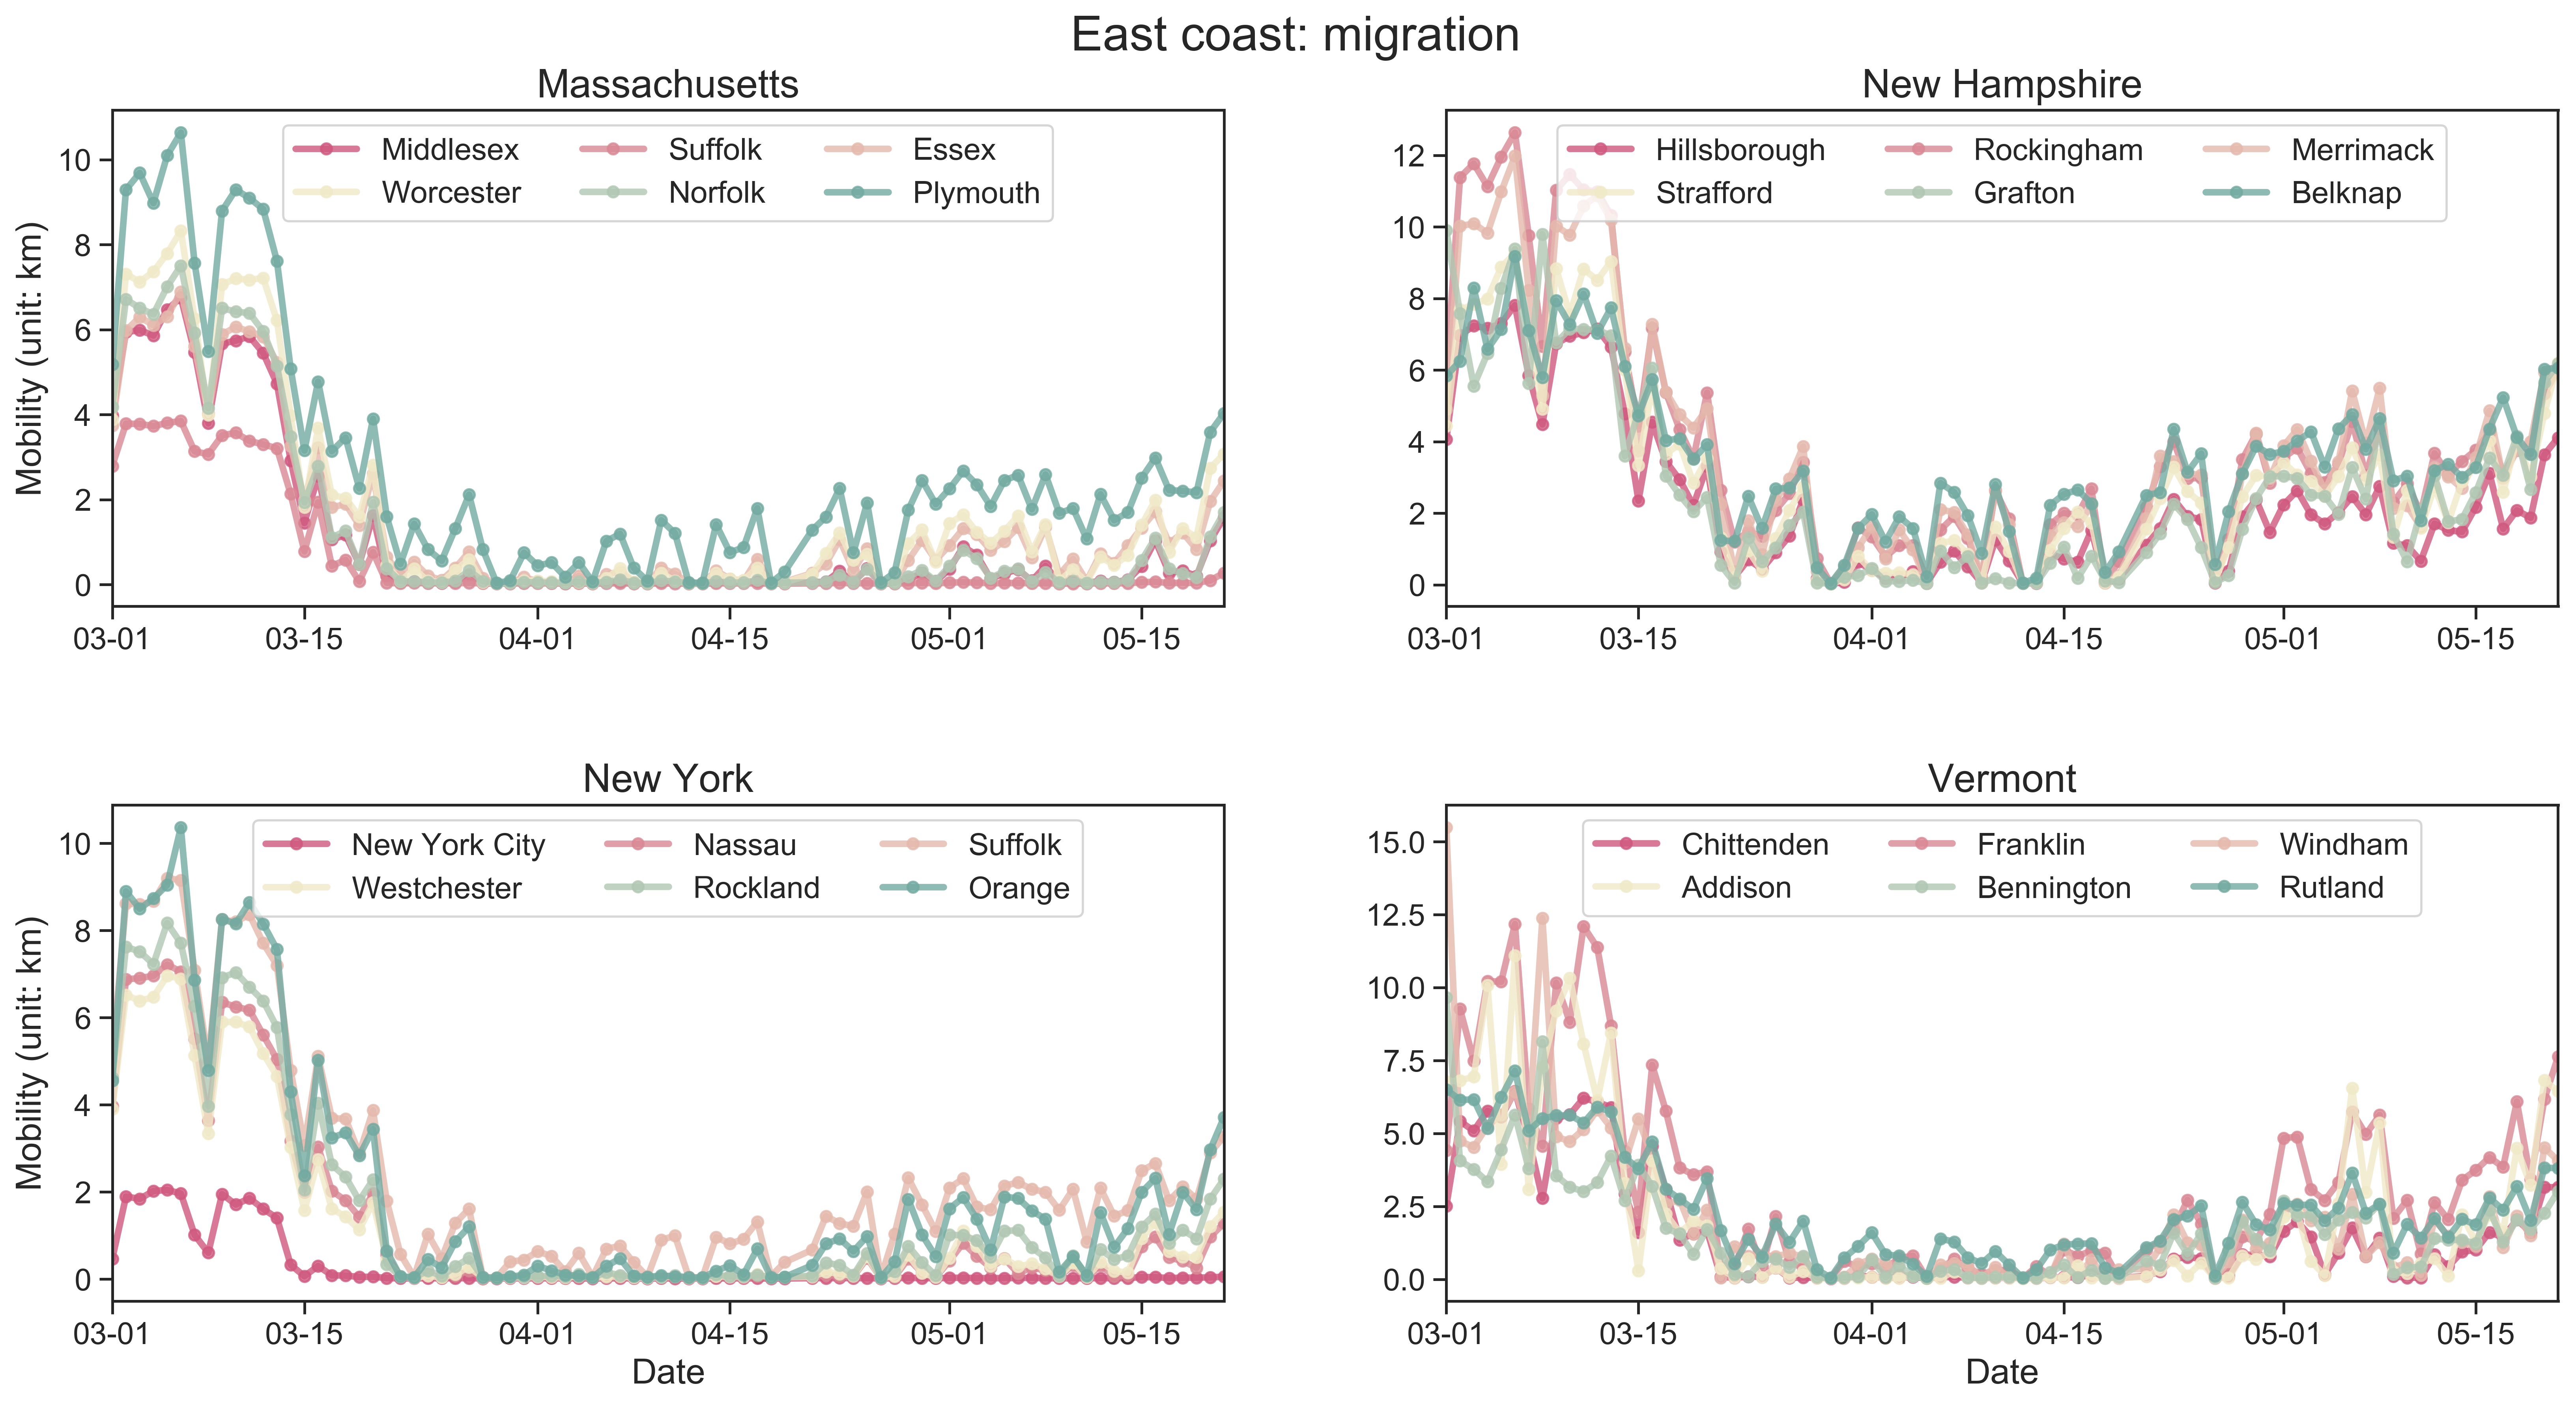 East coast: migration
Massachusetts
Mobility (unit: km)
10
8
6
4
2
0
Middlesex Suffolk Essex
Worcester Norfolk Plymouth
03-01 03-15 04-01 04-15 05-01 05-15
New Hampshire
12
10
8
6
4
2
0
Hillsborough Rockingham Merrimack
Strafford Grafton Belknap
03-01 03-15 04-01 04-15 05-01 05-15
New York
Mobility (unit: km)
10
8
6
4
2
0
New York City Nassau Suffolk
Westchester Rockland Orange
03-01 03-15 04-01 04-15 05-01 05-15
Date
Vermont
15.0
12.5
10.0
7.5
5.0
2.5
0.0
Chittenden Franklin Windham
Addison Bennington Rutland
03-01 03-15 04-01 04-15 05-01 05-15
Date